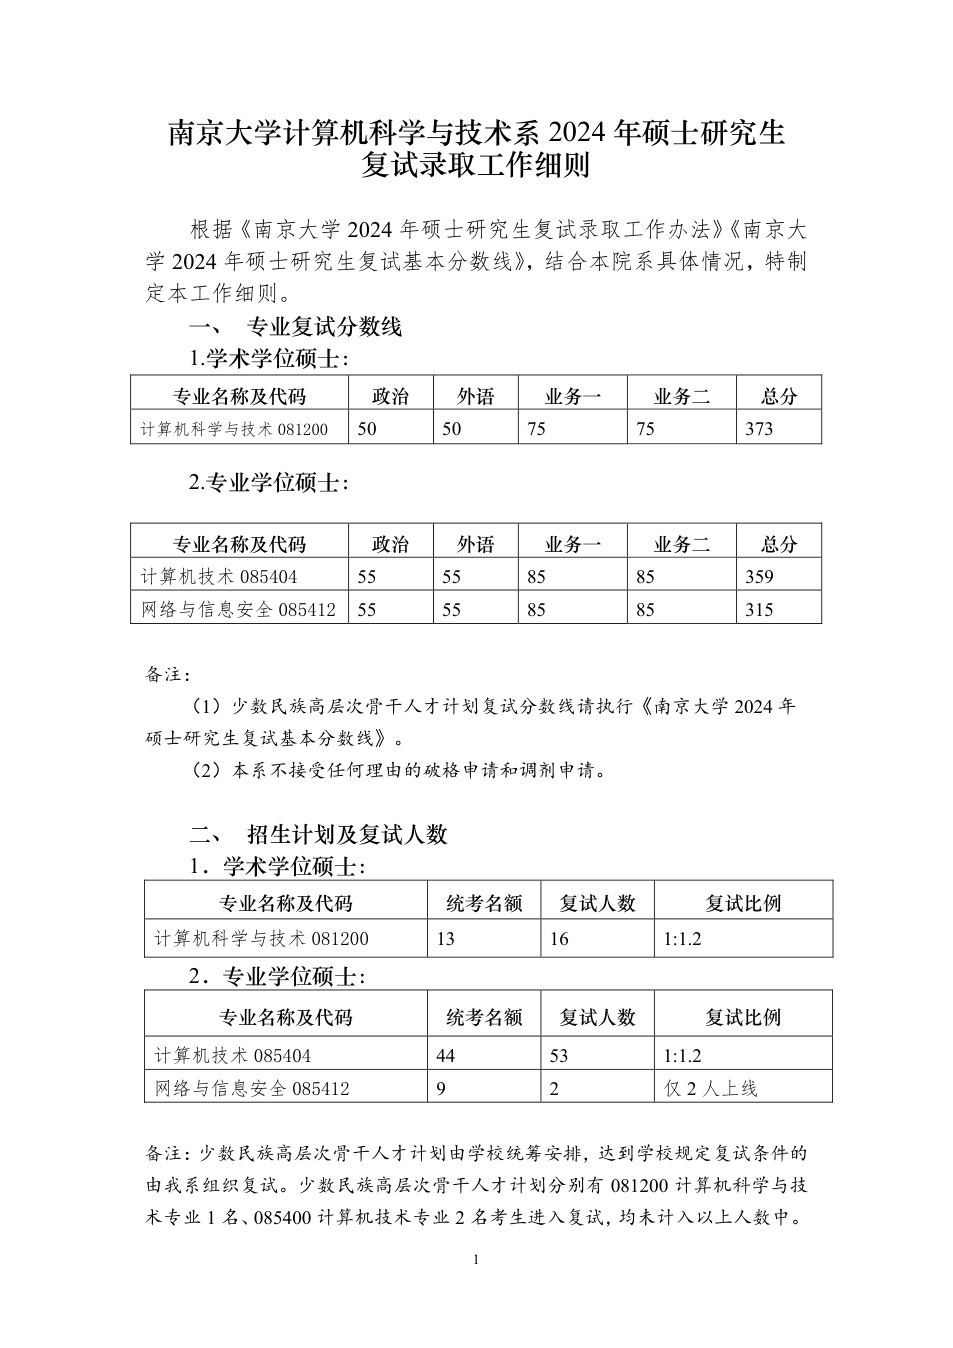 南京大学计算机科学与技术系 2024 年硕士研究生
复试录取工作细则
根据《南京大学 2024 年硕士研究生复试录取工作办法》《南京大
学 2024 年硕士研究生复试基本分数线》，结合本院系具体情况，特制
定本工作细则。
一、 专业复试分数线
1.学术学位硕士：
专业名称及代码 政治 外语 业务一 业务二 总分
计算机科学与技术 081200 50 50 75 75 373
2.专业学位硕士：
专业名称及代码 政治 外语 业务一 业务二 总分
计算机技术 085404 55 55 85 85 359
网络与信息安全 085412 55 55 85 85 315
备注：
（1）少数民族高层次骨干人才计划复试分数线请执行《南京大学 2024 年
硕士研究生复试基本分数线》。
（2）本系不接受任何理由的破格申请和调剂申请。
二、 招生计划及复试人数
1．学术学位硕士：
专业名称及代码 统考名额 复试人数 复试比例
计算机科学与技术 081200 13 16 1:1.2
2．专业学位硕士：
专业名称及代码 统考名额 复试人数 复试比例
计算机技术 085404 44 53 1:1.2
网络与信息安全 085412 9 2 仅 2 人上线
备注：少数民族高层次骨干人才计划由学校统筹安排，达到学校规定复试条件的
由我系组织复试。少数民族高层次骨干人才计划分别有 081200 计算机科学与技
术专业 1 名、085400 计算机技术专业 2 名考生进入复试，均未计入以上人数中。
1